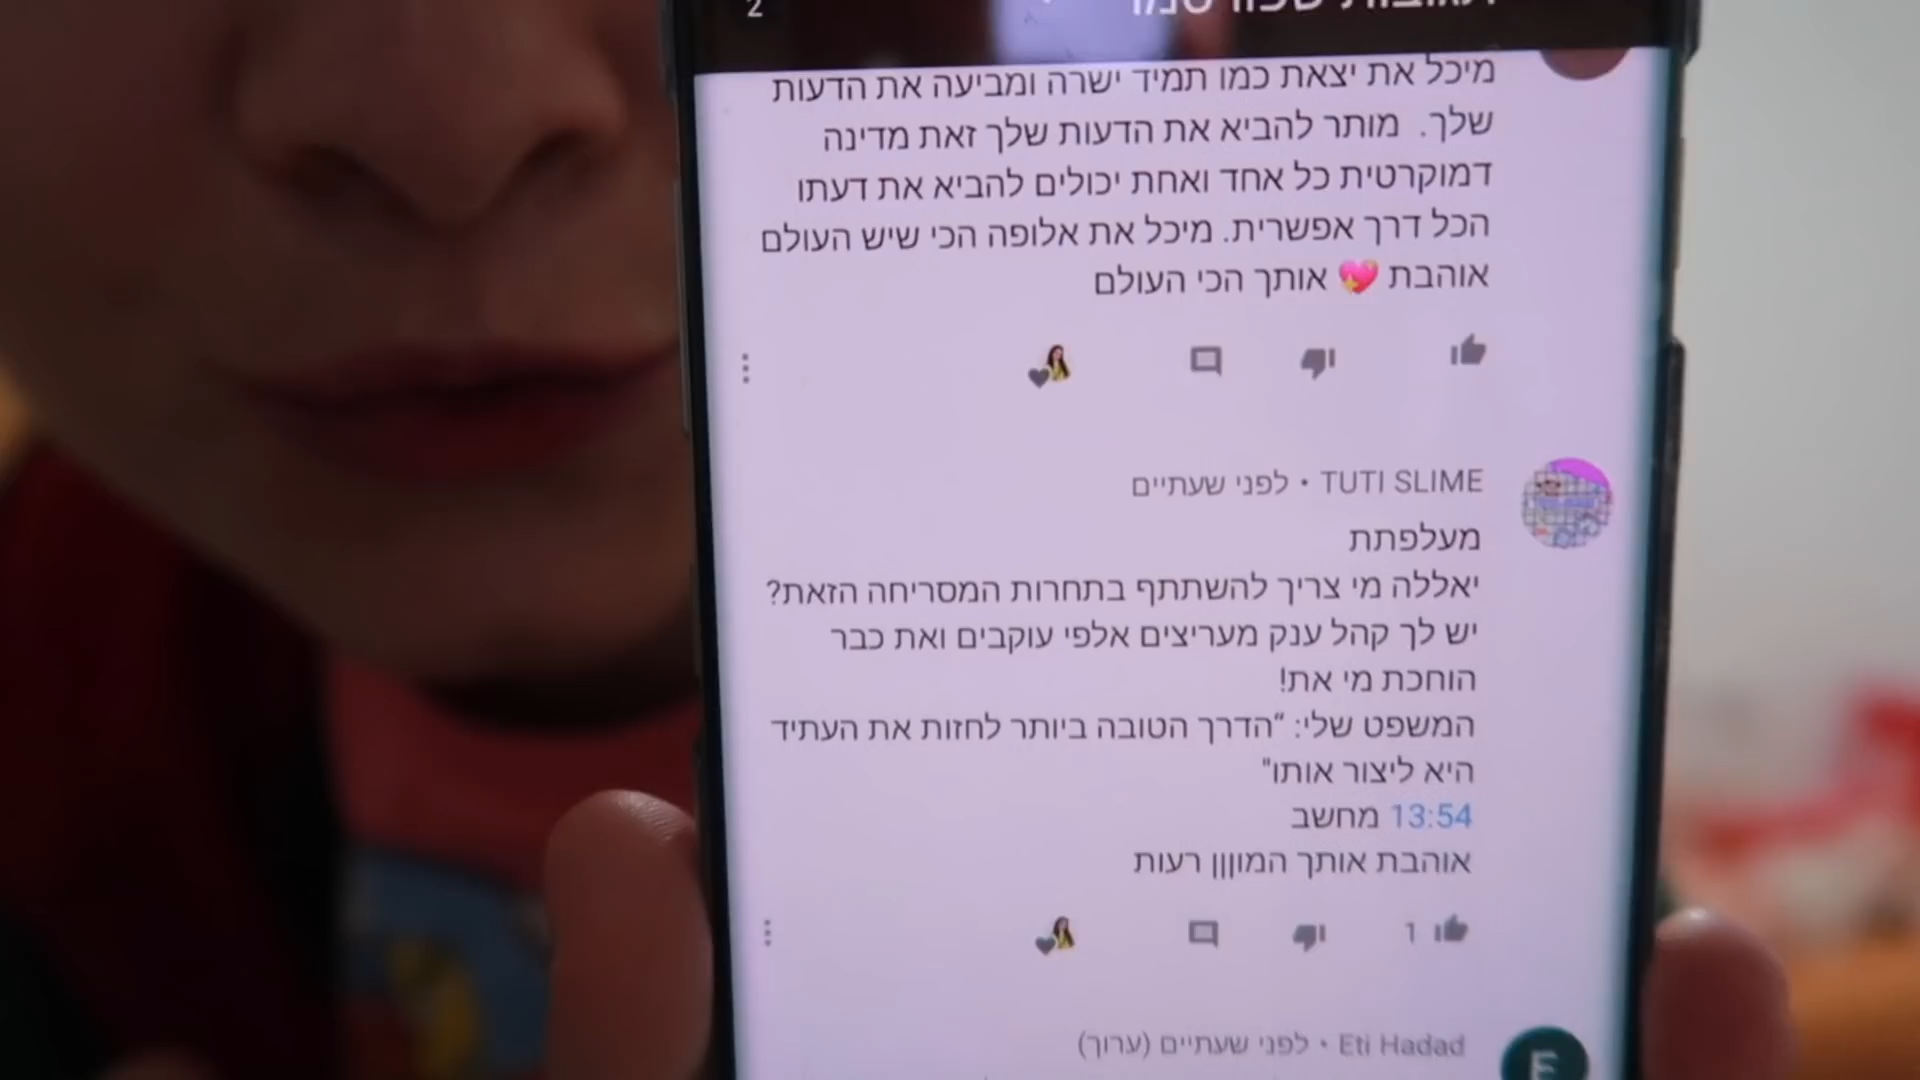 2
תגובות שפורסמו
מיכל את יצאת כמו תמיד ישרה ומביעה את הדעות
שלך. מותר להביא את הדעות שלך זאת מדינה
דמוקרטית כל אחד ואחת יכולים להביא את דעתו
הכל דרך אפשרית. מיכל את אלופה הכי שיש העולם
אוהבת 💖 אותך הכי העולם
TUTI SLIME • לפני שעתיים
מעלפתת
יאללה מי צריך להשתתף בתחרות המסריחה הזאת?
יש לך קהל ענק מעריצים אלפי עוקבים ואת כבר
הוחכת מי את!
המשפט שלי: “הדרך הטובה ביותר לחזות את העתיד
היא ליצור אותו"
13:54 מחשב
אוהבת אותך המוןןן רעות
1
Eti Hadad • לפני שעתיים (ערוך)
E